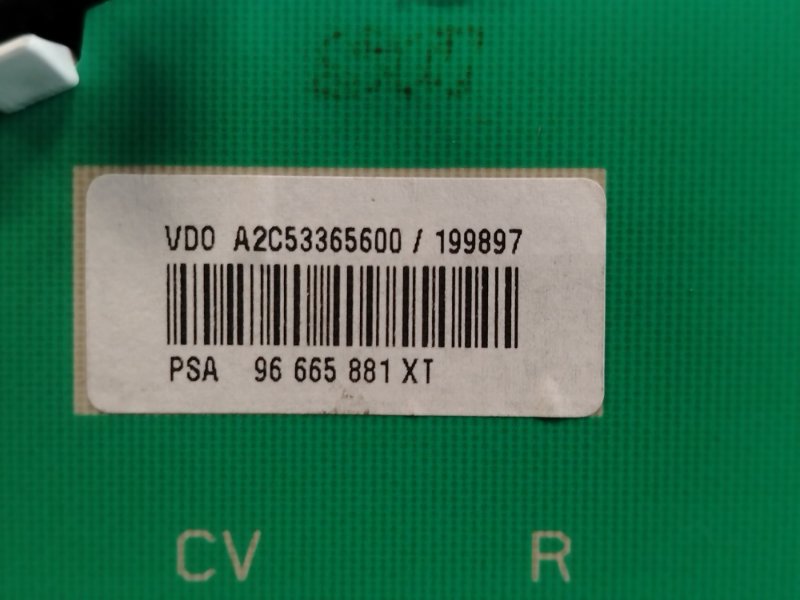 VDO A2C53365600 / 199897
PSA 96 665 881 XT
CV R